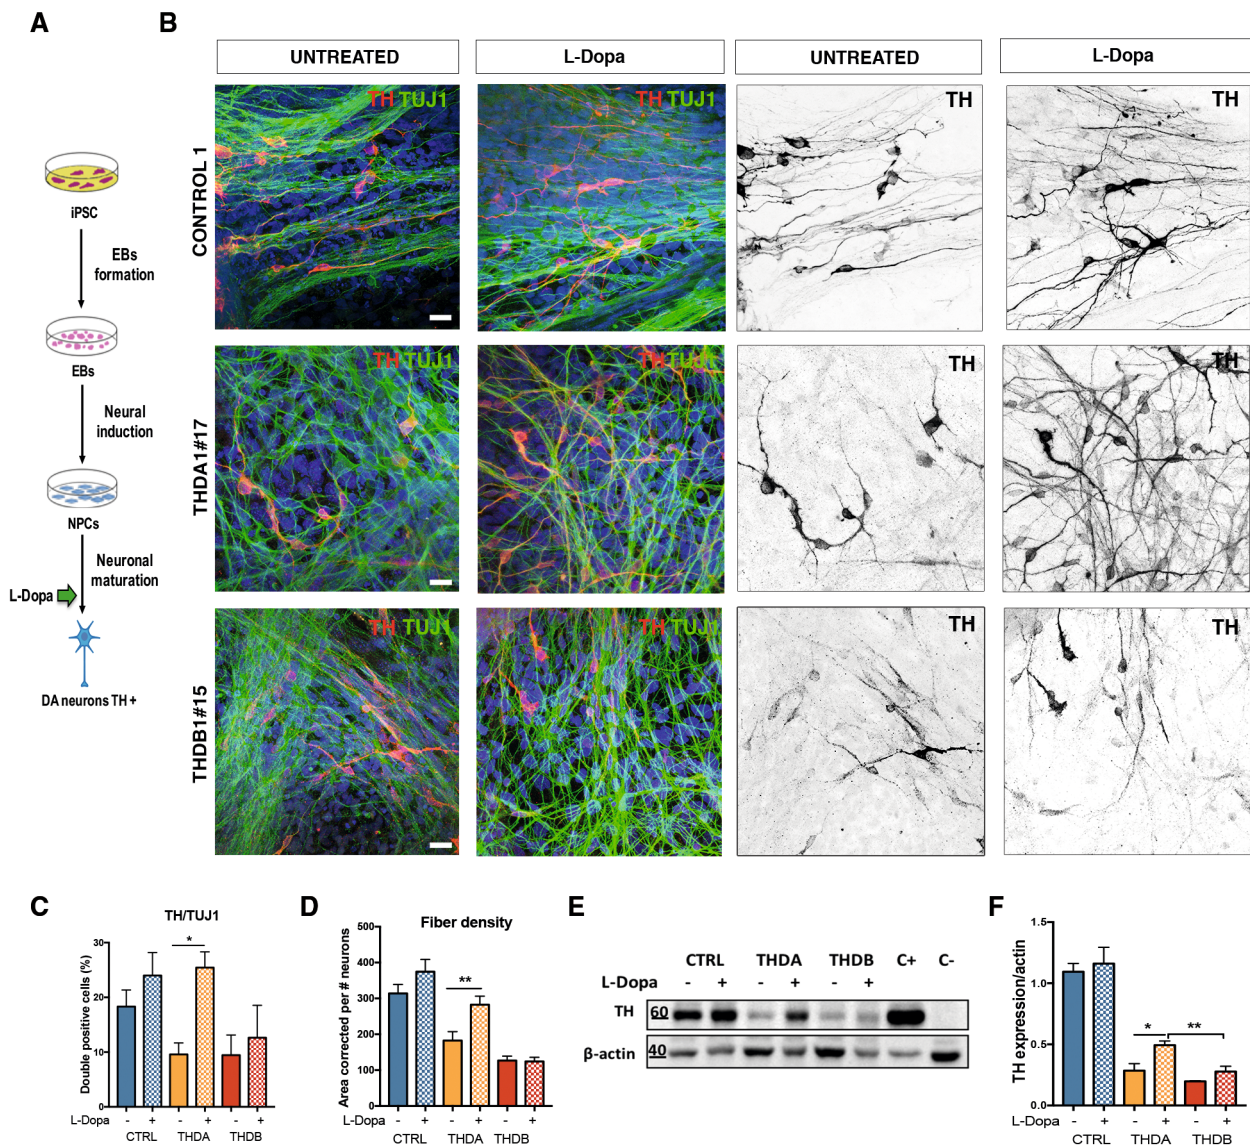 A
iPSC
EBs
formation
EBs
Neural
induction
NPCs
Neuronal
maturation
L-Dopa
DA neurons TH +
B
UNTREATED
L-Dopa
UNTREATED
L-Dopa
CONTROL 1
TH TUJ1
TH TUJ1
TH
TH
THDA1#17
TH TUJ1
THTUJ1
TH
TH
THDB1#15
TH TUJ1
TH TUJ1
TH
TH
C
TH/TUJ1
Double positive cells (%)
30
20
10
0
*
L-Dopa - + - + - +
CTRL THDA THDB
D
Fiber density
Area corrected per # neurons
500
400
300
200
100
0
**
L-Dopa - + - + - +
CTRL THDA THDB
E
CTRL THDA THDB C+ C-
L-Dopa - + - + - +
TH 60
β-actin 40
F
TH expression/actin
1.5
1.0
0.5
0.0
* **
L-Dopa - + - + - +
CTRL THDA THDB